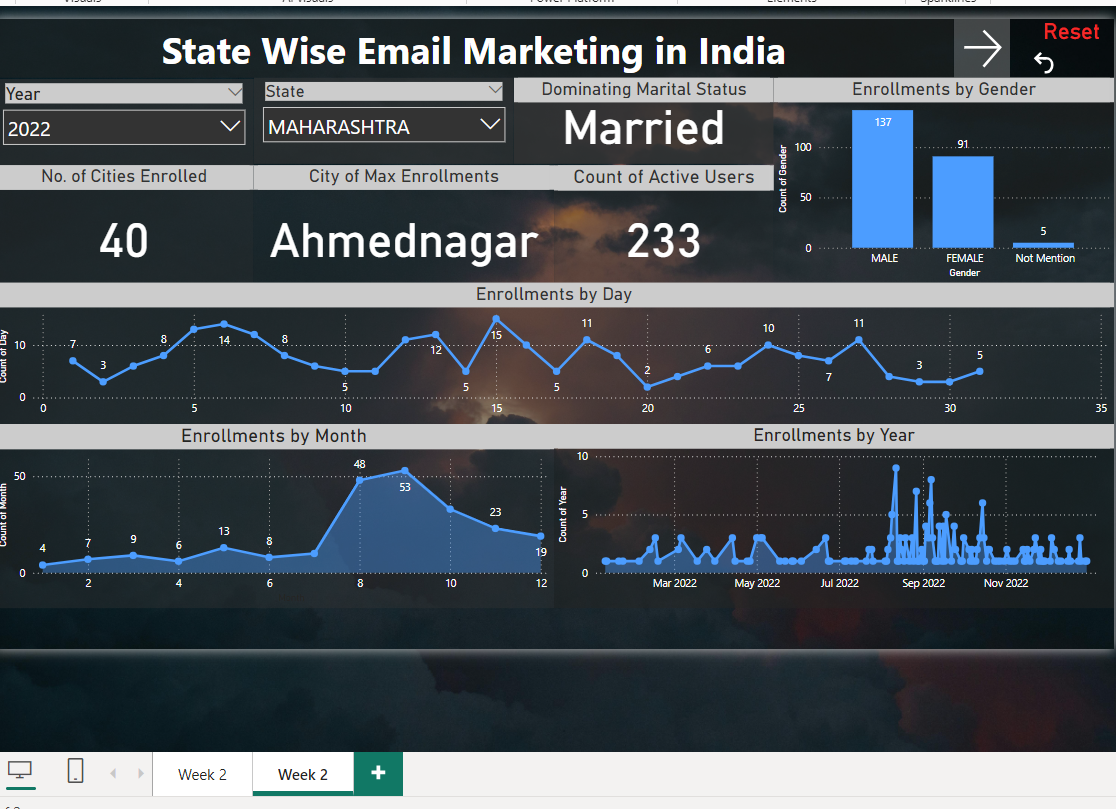 State Wise Email Marketing in India
Reset
Year
2022
State
MAHARASHTRA
Dominating Marital Status
Married
Enrollments by Gender
Count of Gender
100
50
0
137
91
5
MALE
FEMALE
Not Mention
Gender
No. of Cities Enrolled
40
City of Max Enrollments
Ahmednagar
Count of Active Users
233
Enrollments by Day
Count of Day
10
0
7 3 8 14 8 5 12 5 15 5 11 2 6 10 7 11 3 5
0 5 10 15 20 25 30 35
Enrollments by Month
Count of Month
50
0
4 7 9 6 13 8 48 53 23 19
2 4 6 8 10 12
Enrollments by Year
Count of Year
10
5
0
Mar 2022 May 2022 Jul 2022 Sep 2022 Nov 2022
Week 2
Week 2